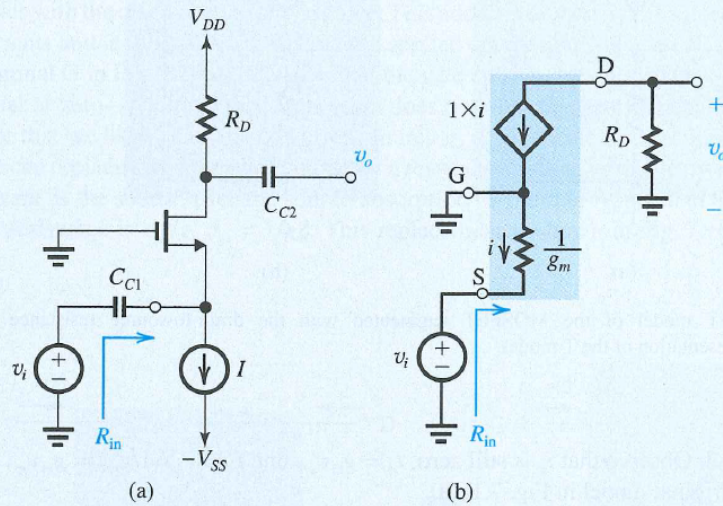 V_DD
R_D
v_o
C_C2
C_C1
v_i
+
−
I
R_in
−V_SS
(a)
D
1×i
+
R_D
v_o
−
G
i
1/g_m
S
v_i
+
−
R_in
(b)